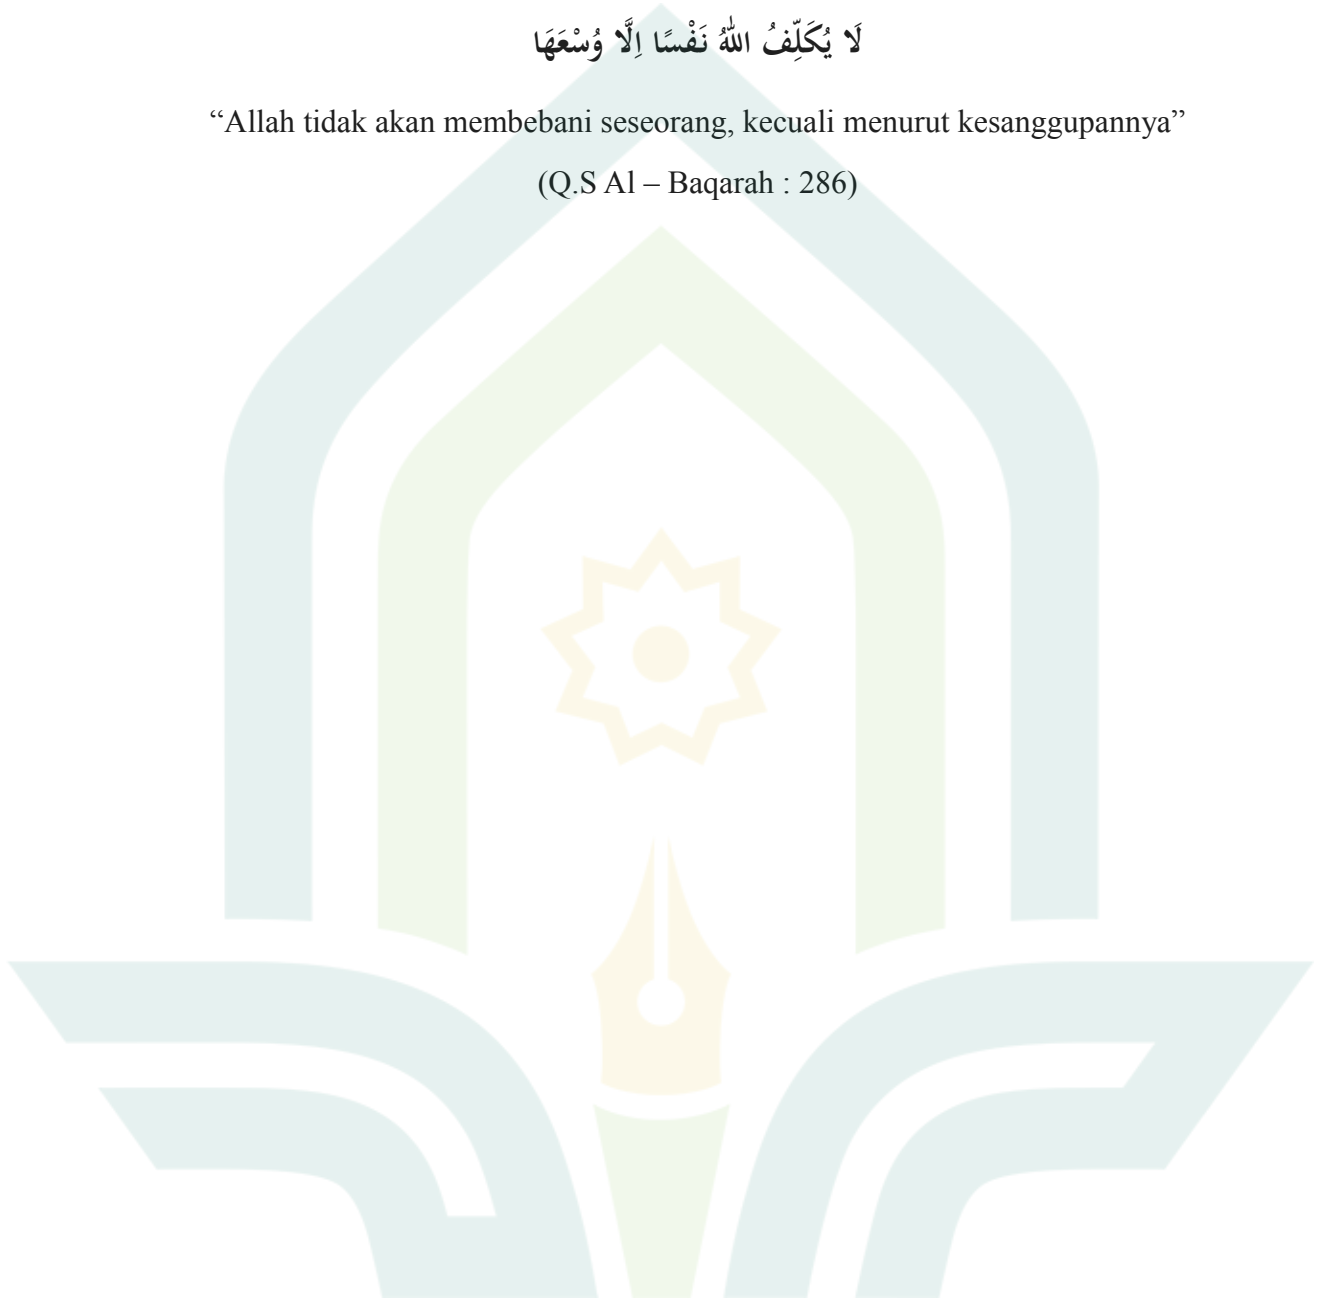 لَا يُكَلِّفُ اللّٰهُ نَفْسًا اِلَّا وُسْعَهَا
“Allah tidak akan membebani seseorang, kecuali menurut kesanggupannya”
(Q.S Al – Baqarah : 286)